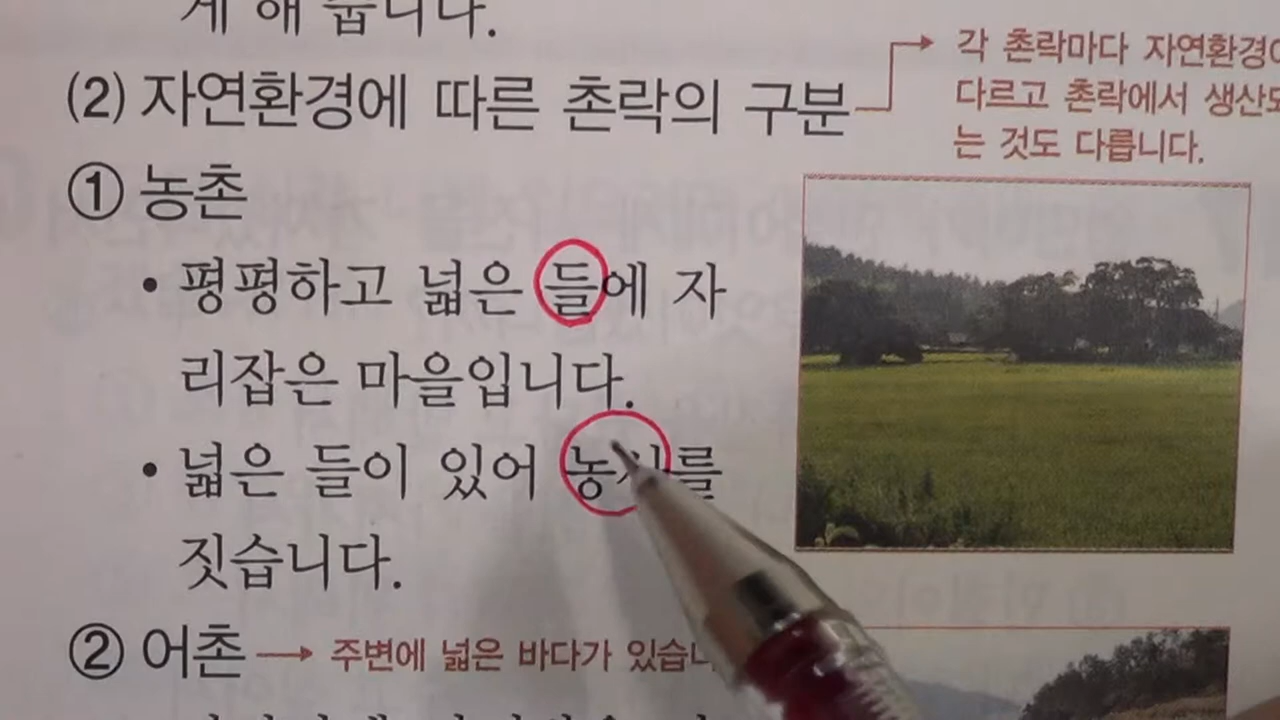 게 해 줍니다.
(2) 자연환경에 따른 촌락의 구분
각 촌락마다 자연환경이
다르고 촌락에서 생산되
는 것도 다릅니다.
① 농촌
• 평평하고 넓은 들에 자
리잡은 마을입니다.
• 넓은 들이 있어 농사를
짓습니다.
② 어촌 → 주변에 넓은 바다가